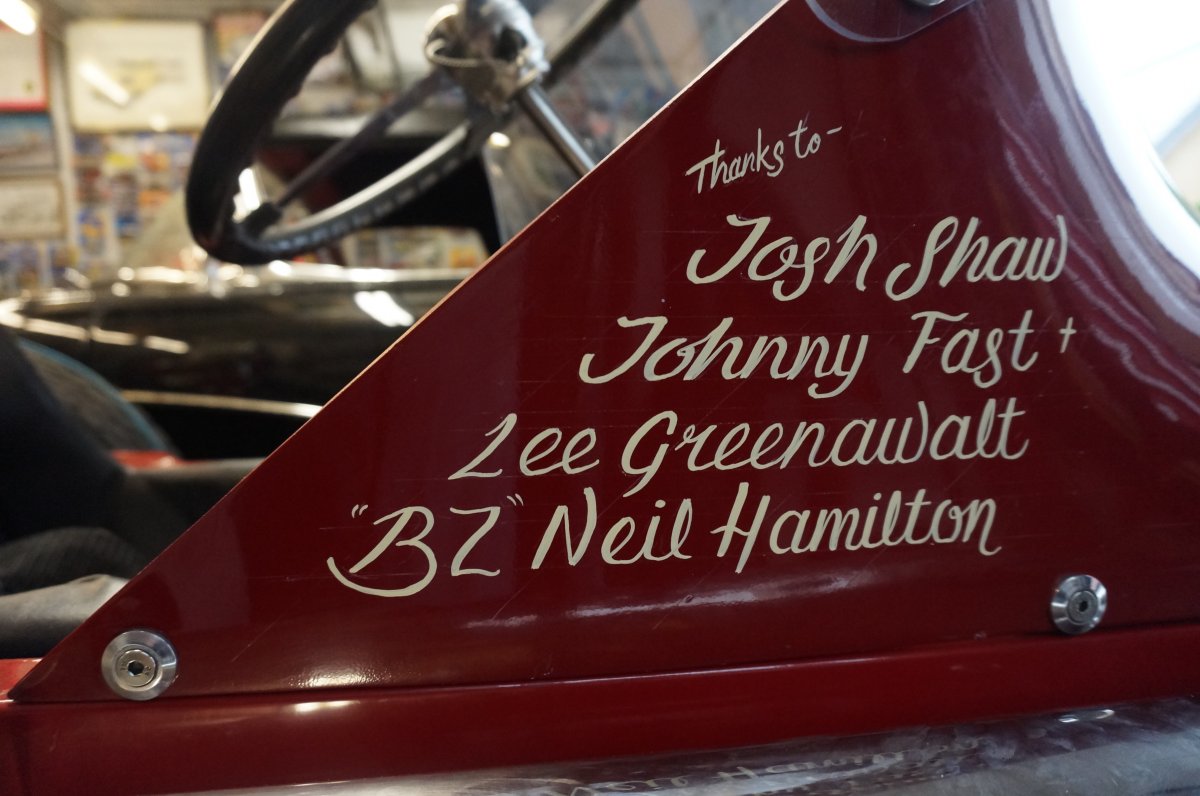 Thanks to-
Josh Shaw
Johnny Fast +
Lee Greenawalt
"BZ" Neil Hamilton